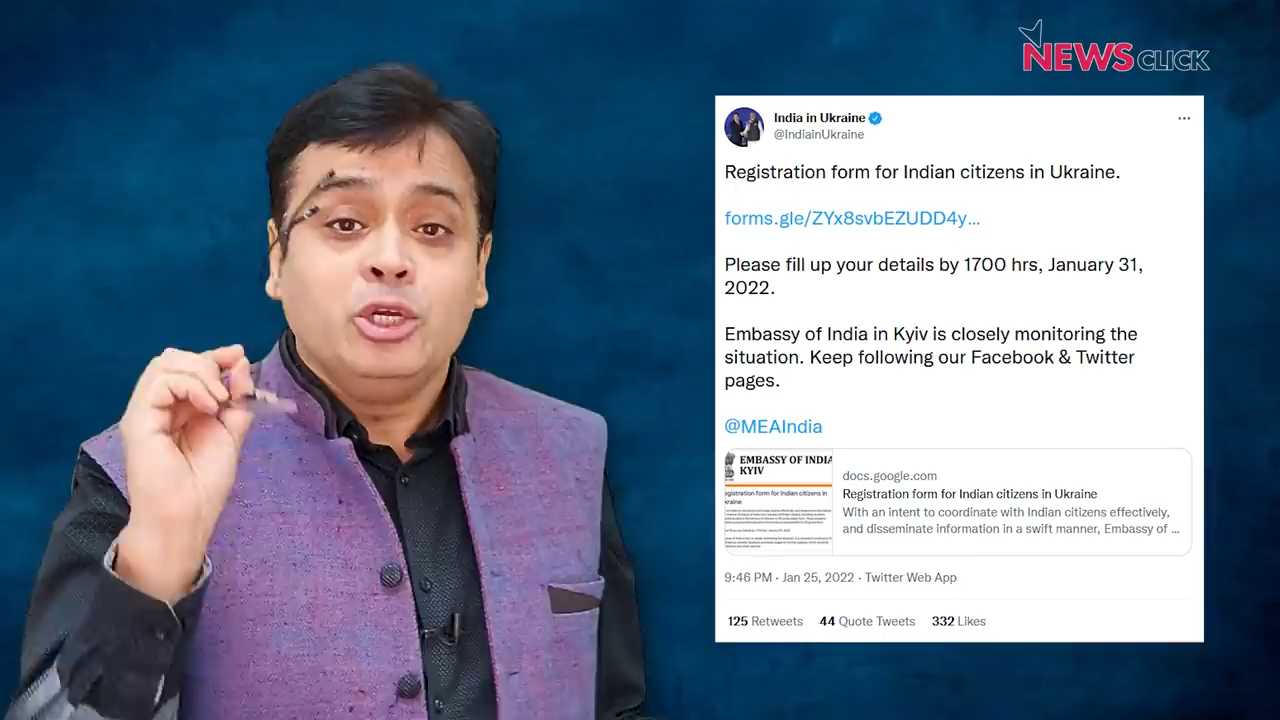 NEWSCLICK
India in Ukraine
@IndiainUkraine
Registration form for Indian citizens in Ukraine.
forms.gle/ZYx8svbEZUDD4y...
Please fill up your details by 1700 hrs, January 31,
2022.
Embassy of India in Kyiv is closely monitoring the
situation. Keep following our Facebook & Twitter
pages.
@MEAIndia
EMBASSY OF INDIA
KYIV
docs.google.com
Registration form for Indian citizens in Ukraine
With an intent to coordinate with Indian citizens effectively,
and disseminate information in a swift manner, Embassy of ...
9:46 PM · Jan 25, 2022 · Twitter Web App
125 Retweets 44 Quote Tweets 332 Likes